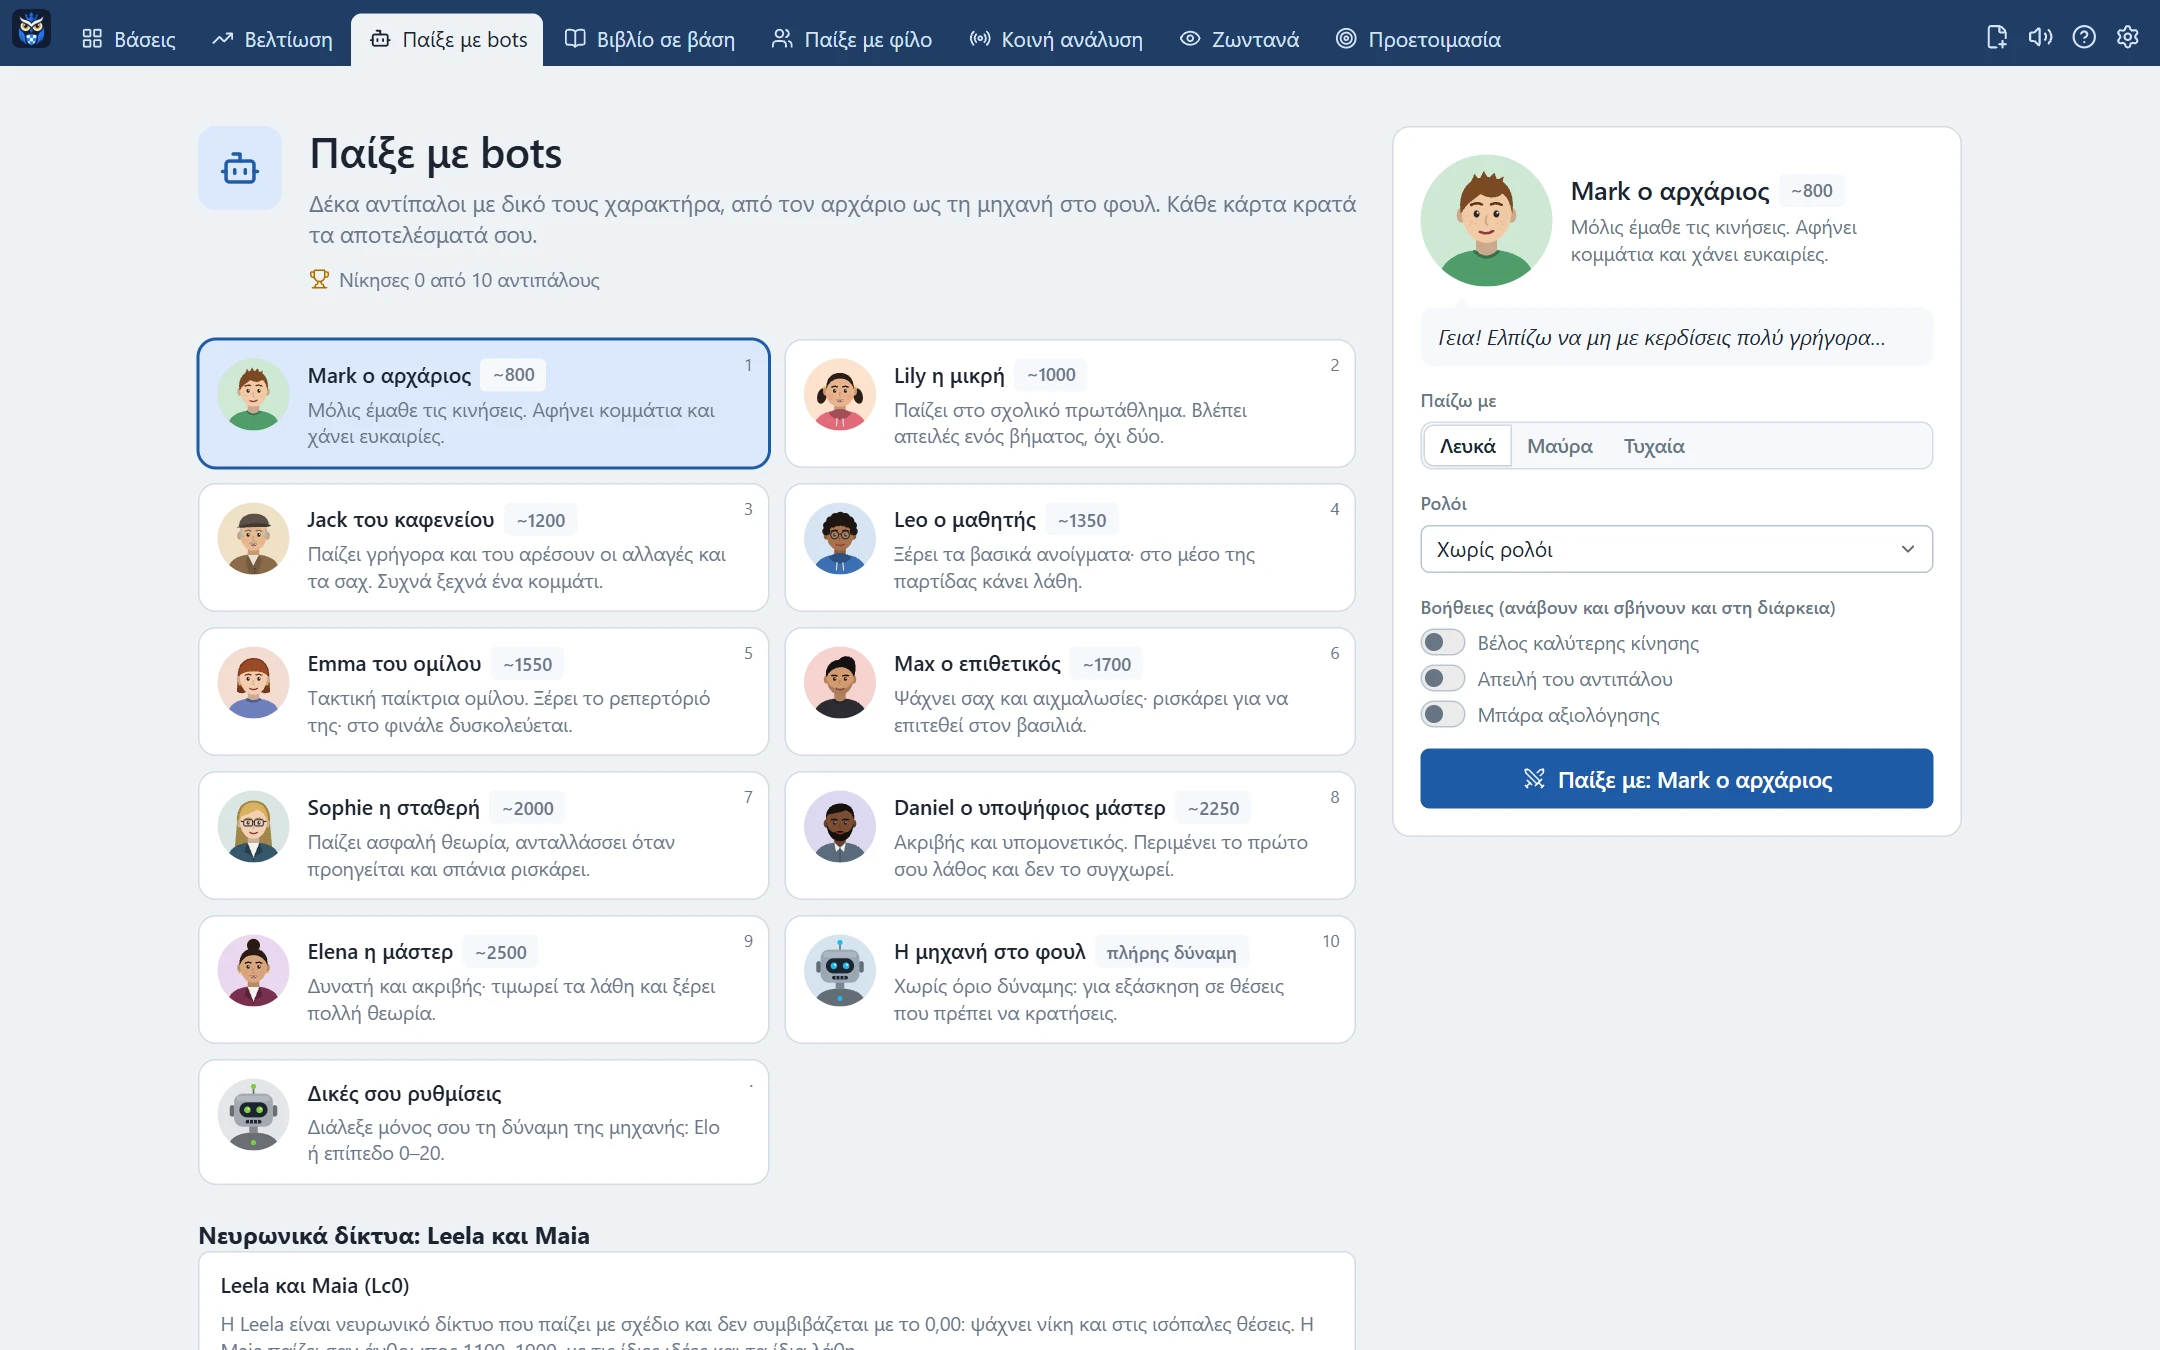 Βάσεις
Βελτίωση
Παίξε με bots
Βιβλίο σε βάση
Παίξε με φίλο
Κοινή ανάλυση
Ζωντανά
Προετοιμασία
Παίξε με bots
Δέκα αντίπαλοι με δικό τους χαρακτήρα, από τον αρχάριο ως τη μηχανή στο φουλ. Κάθε κάρτα κρατά
τα αποτελέσματά σου.
Νίκησες 0 από 10 αντιπάλους
Mark ο αρχάριος ~800 1
Μόλις έμαθε τις κινήσεις. Αφήνει κομμάτια και
χάνει ευκαιρίες.
Lily η μικρή ~1000 2
Παίζει στο σχολικό πρωτάθλημα. Βλέπει
απειλές ενός βήματος, όχι δύο.
Jack του καφενείου ~1200 3
Παίζει γρήγορα και του αρέσουν οι αλλαγές και
τα σαχ. Συχνά ξεχνά ένα κομμάτι.
Leo ο μαθητής ~1350 4
Ξέρει τα βασικά ανοίγματα· στο μέσο της
παρτίδας κάνει λάθη.
Emma του ομίλου ~1550 5
Τακτική παίκτρια ομίλου. Ξέρει το ρεπερτόριό
της· στο φινάλε δυσκολεύεται.
Max ο επιθετικός ~1700 6
Ψάχνει σαχ και αιχμαλωσίες· ρισκάρει για να
επιτεθεί στον βασιλιά.
Sophie η σταθερή ~2000 7
Παίζει ασφαλή θεωρία, ανταλλάσσει όταν
προηγείται και σπάνια ρισκάρει.
Daniel ο υποψήφιος μάστερ ~2250 8
Ακριβής και υπομονετικός. Περιμένει το πρώτο
σου λάθος και δεν το συγχωρεί.
Elena η μάστερ ~2500 9
Δυνατή και ακριβής· τιμωρεί τα λάθη και ξέρει
πολλή θεωρία.
Η μηχανή στο φουλ πλήρης δύναμη 10
Χωρίς όριο δύναμης: για εξάσκηση σε θέσεις
που πρέπει να κρατήσεις.
Δικές σου ρυθμίσεις ·
Διάλεξε μόνος σου τη δύναμη της μηχανής: Elo
ή επίπεδο 0–20.
Νευρωνικά δίκτυα: Leela και Maia
Leela και Maia (Lc0)
Η Leela είναι νευρωνικό δίκτυο που παίζει με σχέδιο και δεν συμβιβάζεται με το 0,00: ψάχνει νίκη και στις ισόπαλες θέσεις. Η
Maia παίζει σαν άνθρωπος 1100–1900, με τις ίδιες ιδέες και τα ίδια λάθη.
Mark ο αρχάριος ~800
Μόλις έμαθε τις κινήσεις. Αφήνει
κομμάτια και χάνει ευκαιρίες.
Γεια! Ελπίζω να μη με κερδίσεις πολύ γρήγορα...
Παίζω με
Λευκά Μαύρα Τυχαία
Ρολόι
Χωρίς ρολόι
Βοήθειες (ανάβουν και σβήνουν και στη διάρκεια)
Βέλος καλύτερης κίνησης
Απειλή του αντιπάλου
Μπάρα αξιολόγησης
Παίξε με: Mark ο αρχάριος